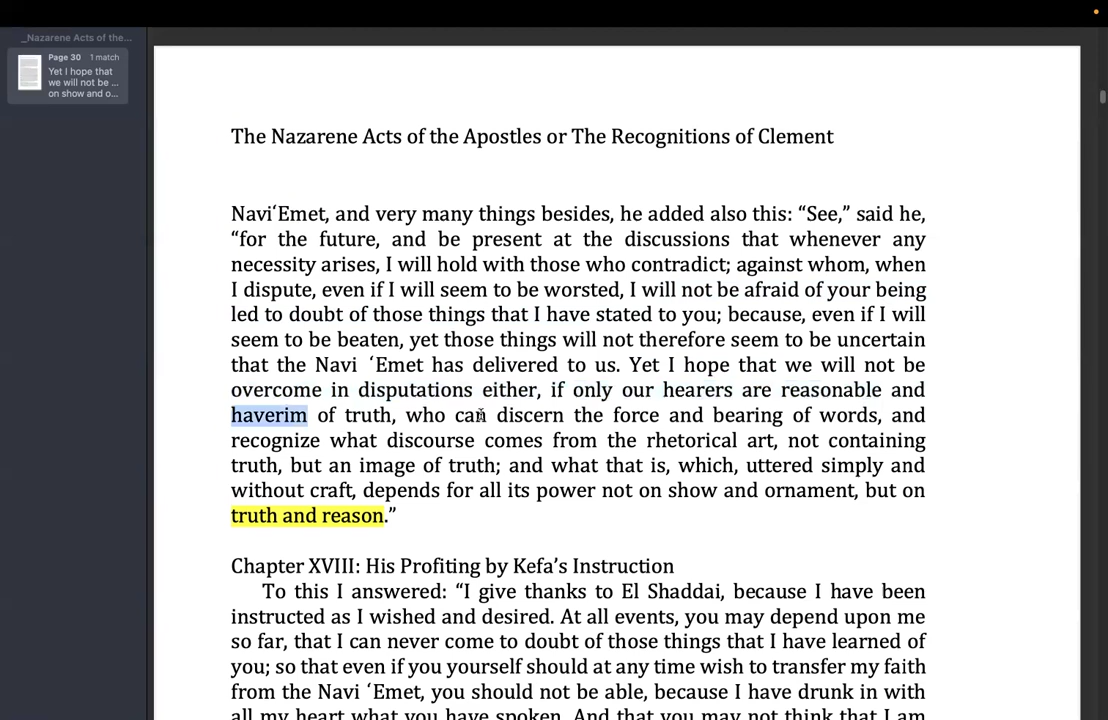 _Nazarene Acts of the...
Page 30 1 match
Yet I hope that
we will not be ...
on show and o...
The Nazarene Acts of the Apostles or The Recognitions of Clement
Navi‘Emet, and very many things besides, he added also this: “See,” said he,
“for the future, and be present at the discussions that whenever any
necessity arises, I will hold with those who contradict; against whom, when
I dispute, even if I will seem to be worsted, I will not be afraid of your being
led to doubt of those things that I have stated to you; because, even if I will
seem to be beaten, yet those things will not therefore seem to be uncertain
that the Navi ‘Emet has delivered to us. Yet I hope that we will not be
overcome in disputations either, if only our hearers are reasonable and
haverim of truth, who can discern the force and bearing of words, and
recognize what discourse comes from the rhetorical art, not containing
truth, but an image of truth; and what that is, which, uttered simply and
without craft, depends for all its power not on show and ornament, but on
truth and reason.”
Chapter XVIII: His Profiting by Kefa’s Instruction
To this I answered: “I give thanks to El Shaddai, because I have been
instructed as I wished and desired. At all events, you may depend upon me
so far, that I can never come to doubt of those things that I have learned of
you; so that even if you yourself should at any time wish to transfer my faith
from the Navi ‘Emet, you should not be able, because I have drunk in with
all my heart what you have spoken. And that you may not think that I am